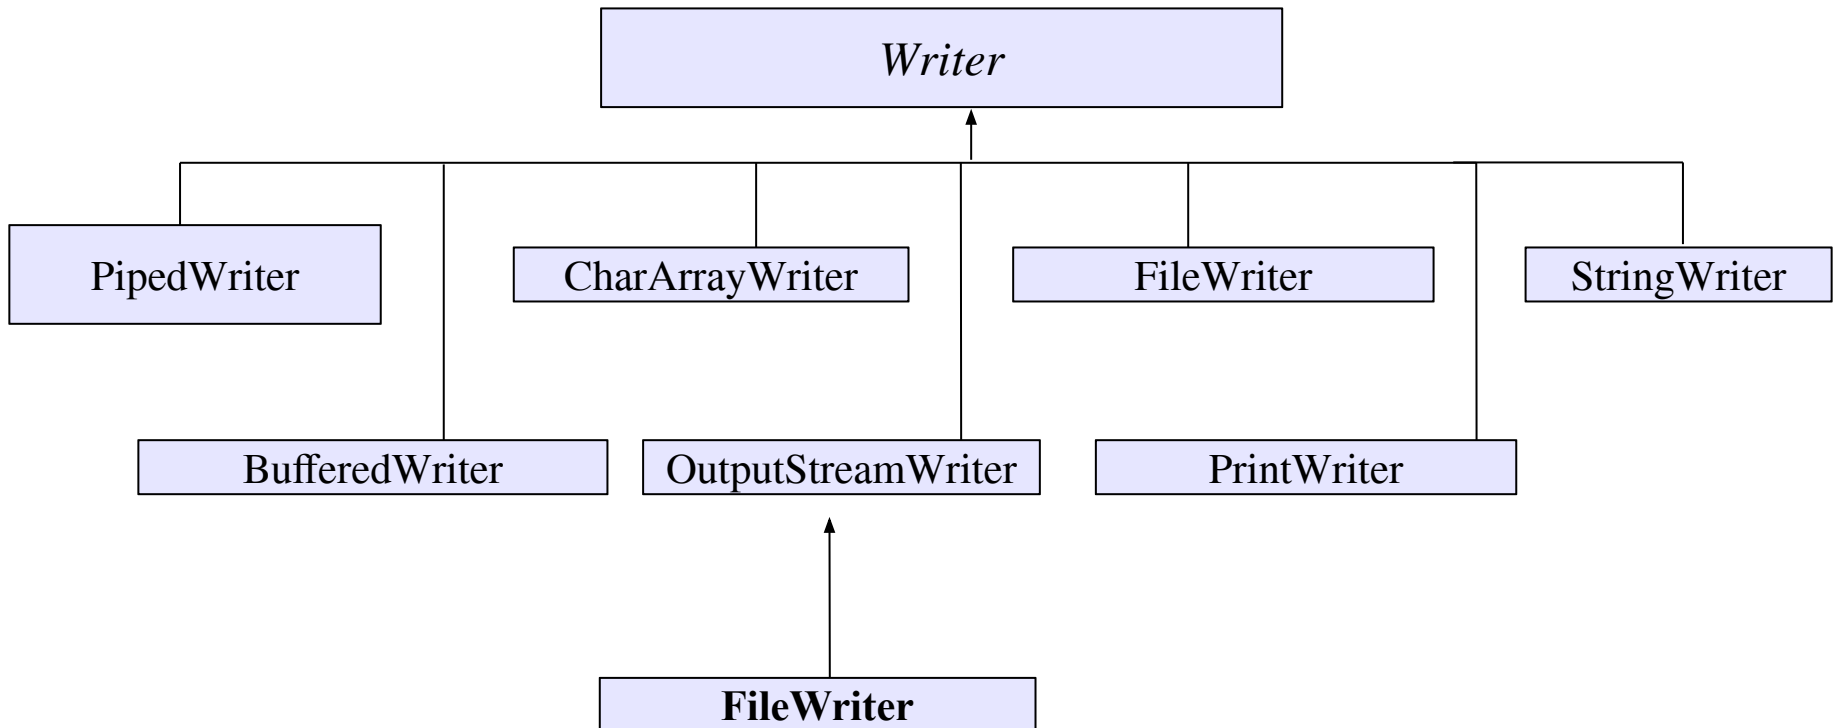 Writer
PipedWriter
CharArrayWriter
FileWriter
StringWriter
BufferedWriter
OutputStreamWriter
PrintWriter
FileWriter